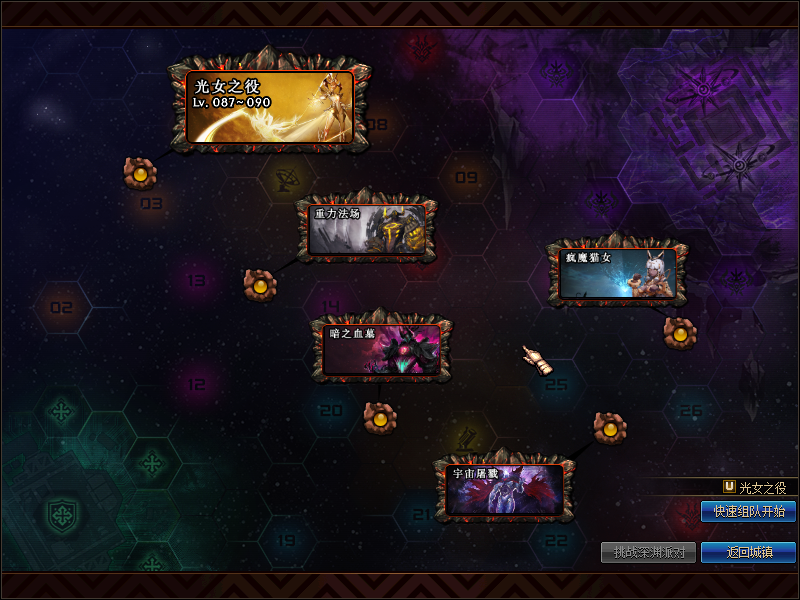 光女之役
Lv. 087~090
08
09
03
重力法场
疯魔猫女
13
02
14
暗之血墓
12
25
20
26
宇宙屠戮
U 光女之役
21
快速组队开始
19
22
挑战深渊派对
返回城镇